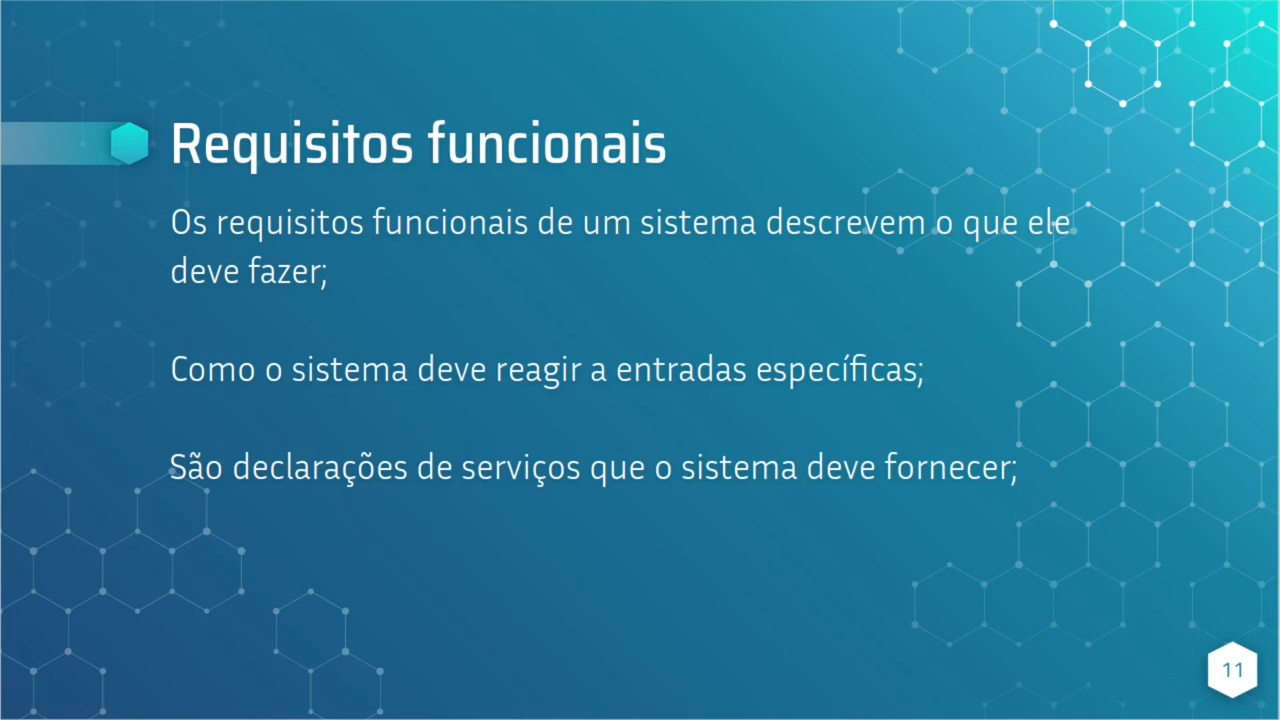 Requisitos funcionais
Os requisitos funcionais de um sistema descrevem o que ele
deve fazer;
Como o sistema deve reagir a entradas específicas;
São declarações de serviços que o sistema deve fornecer;
11